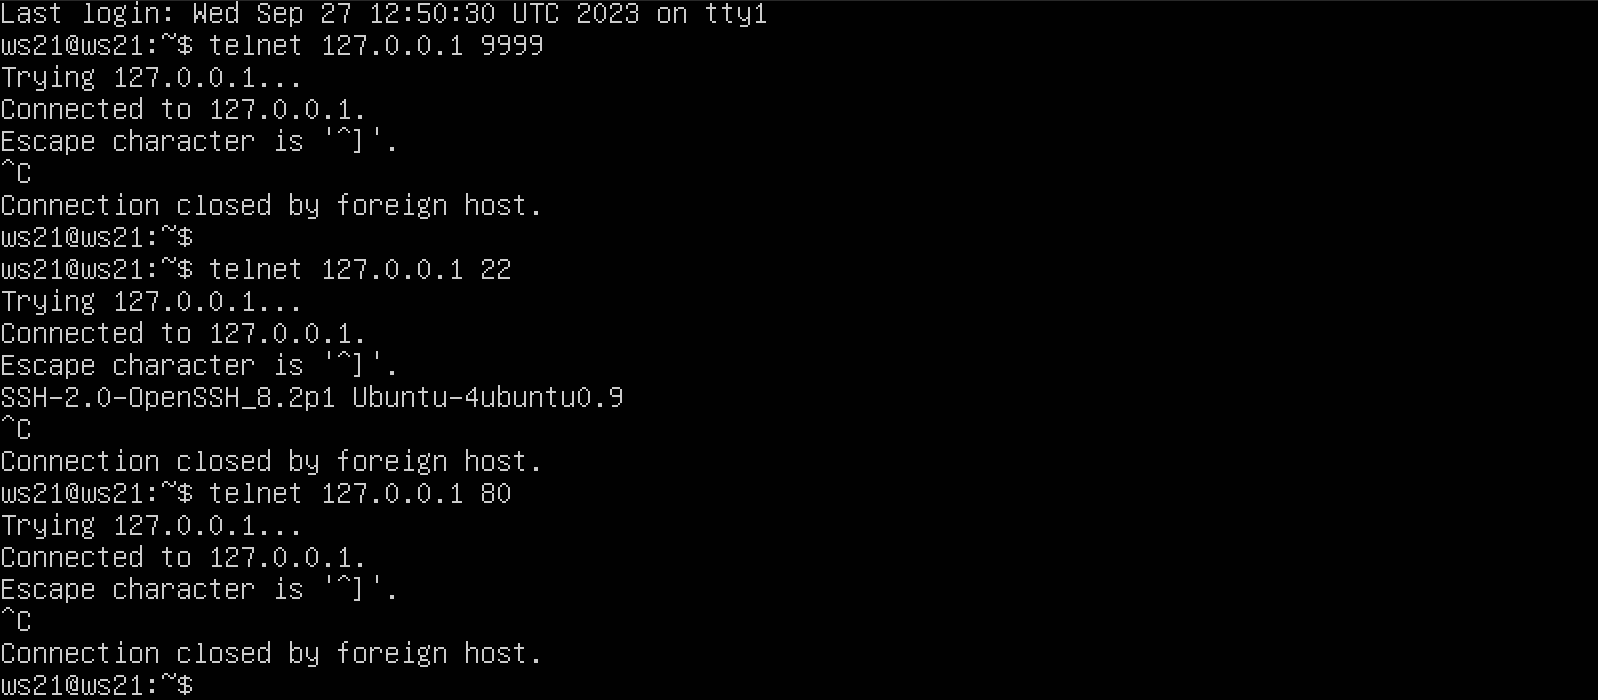 Last login: Wed Sep 27 12:50:30 UTC 2023 on tty1
ws21@ws21:~$ telnet 127.0.0.1 9999
Trying 127.0.0.1...
Connected to 127.0.0.1.
Escape character is '^]'.
^C
Connection closed by foreign host.
ws21@ws21:~$
ws21@ws21:~$ telnet 127.0.0.1 22
Trying 127.0.0.1...
Connected to 127.0.0.1.
Escape character is '^]'.
SSH-2.0-OpenSSH_8.2p1 Ubuntu-4ubuntu0.9
^C
Connection closed by foreign host.
ws21@ws21:~$ telnet 127.0.0.1 80
Trying 127.0.0.1...
Connected to 127.0.0.1.
Escape character is '^]'.
^C
Connection closed by foreign host.
ws21@ws21:~$